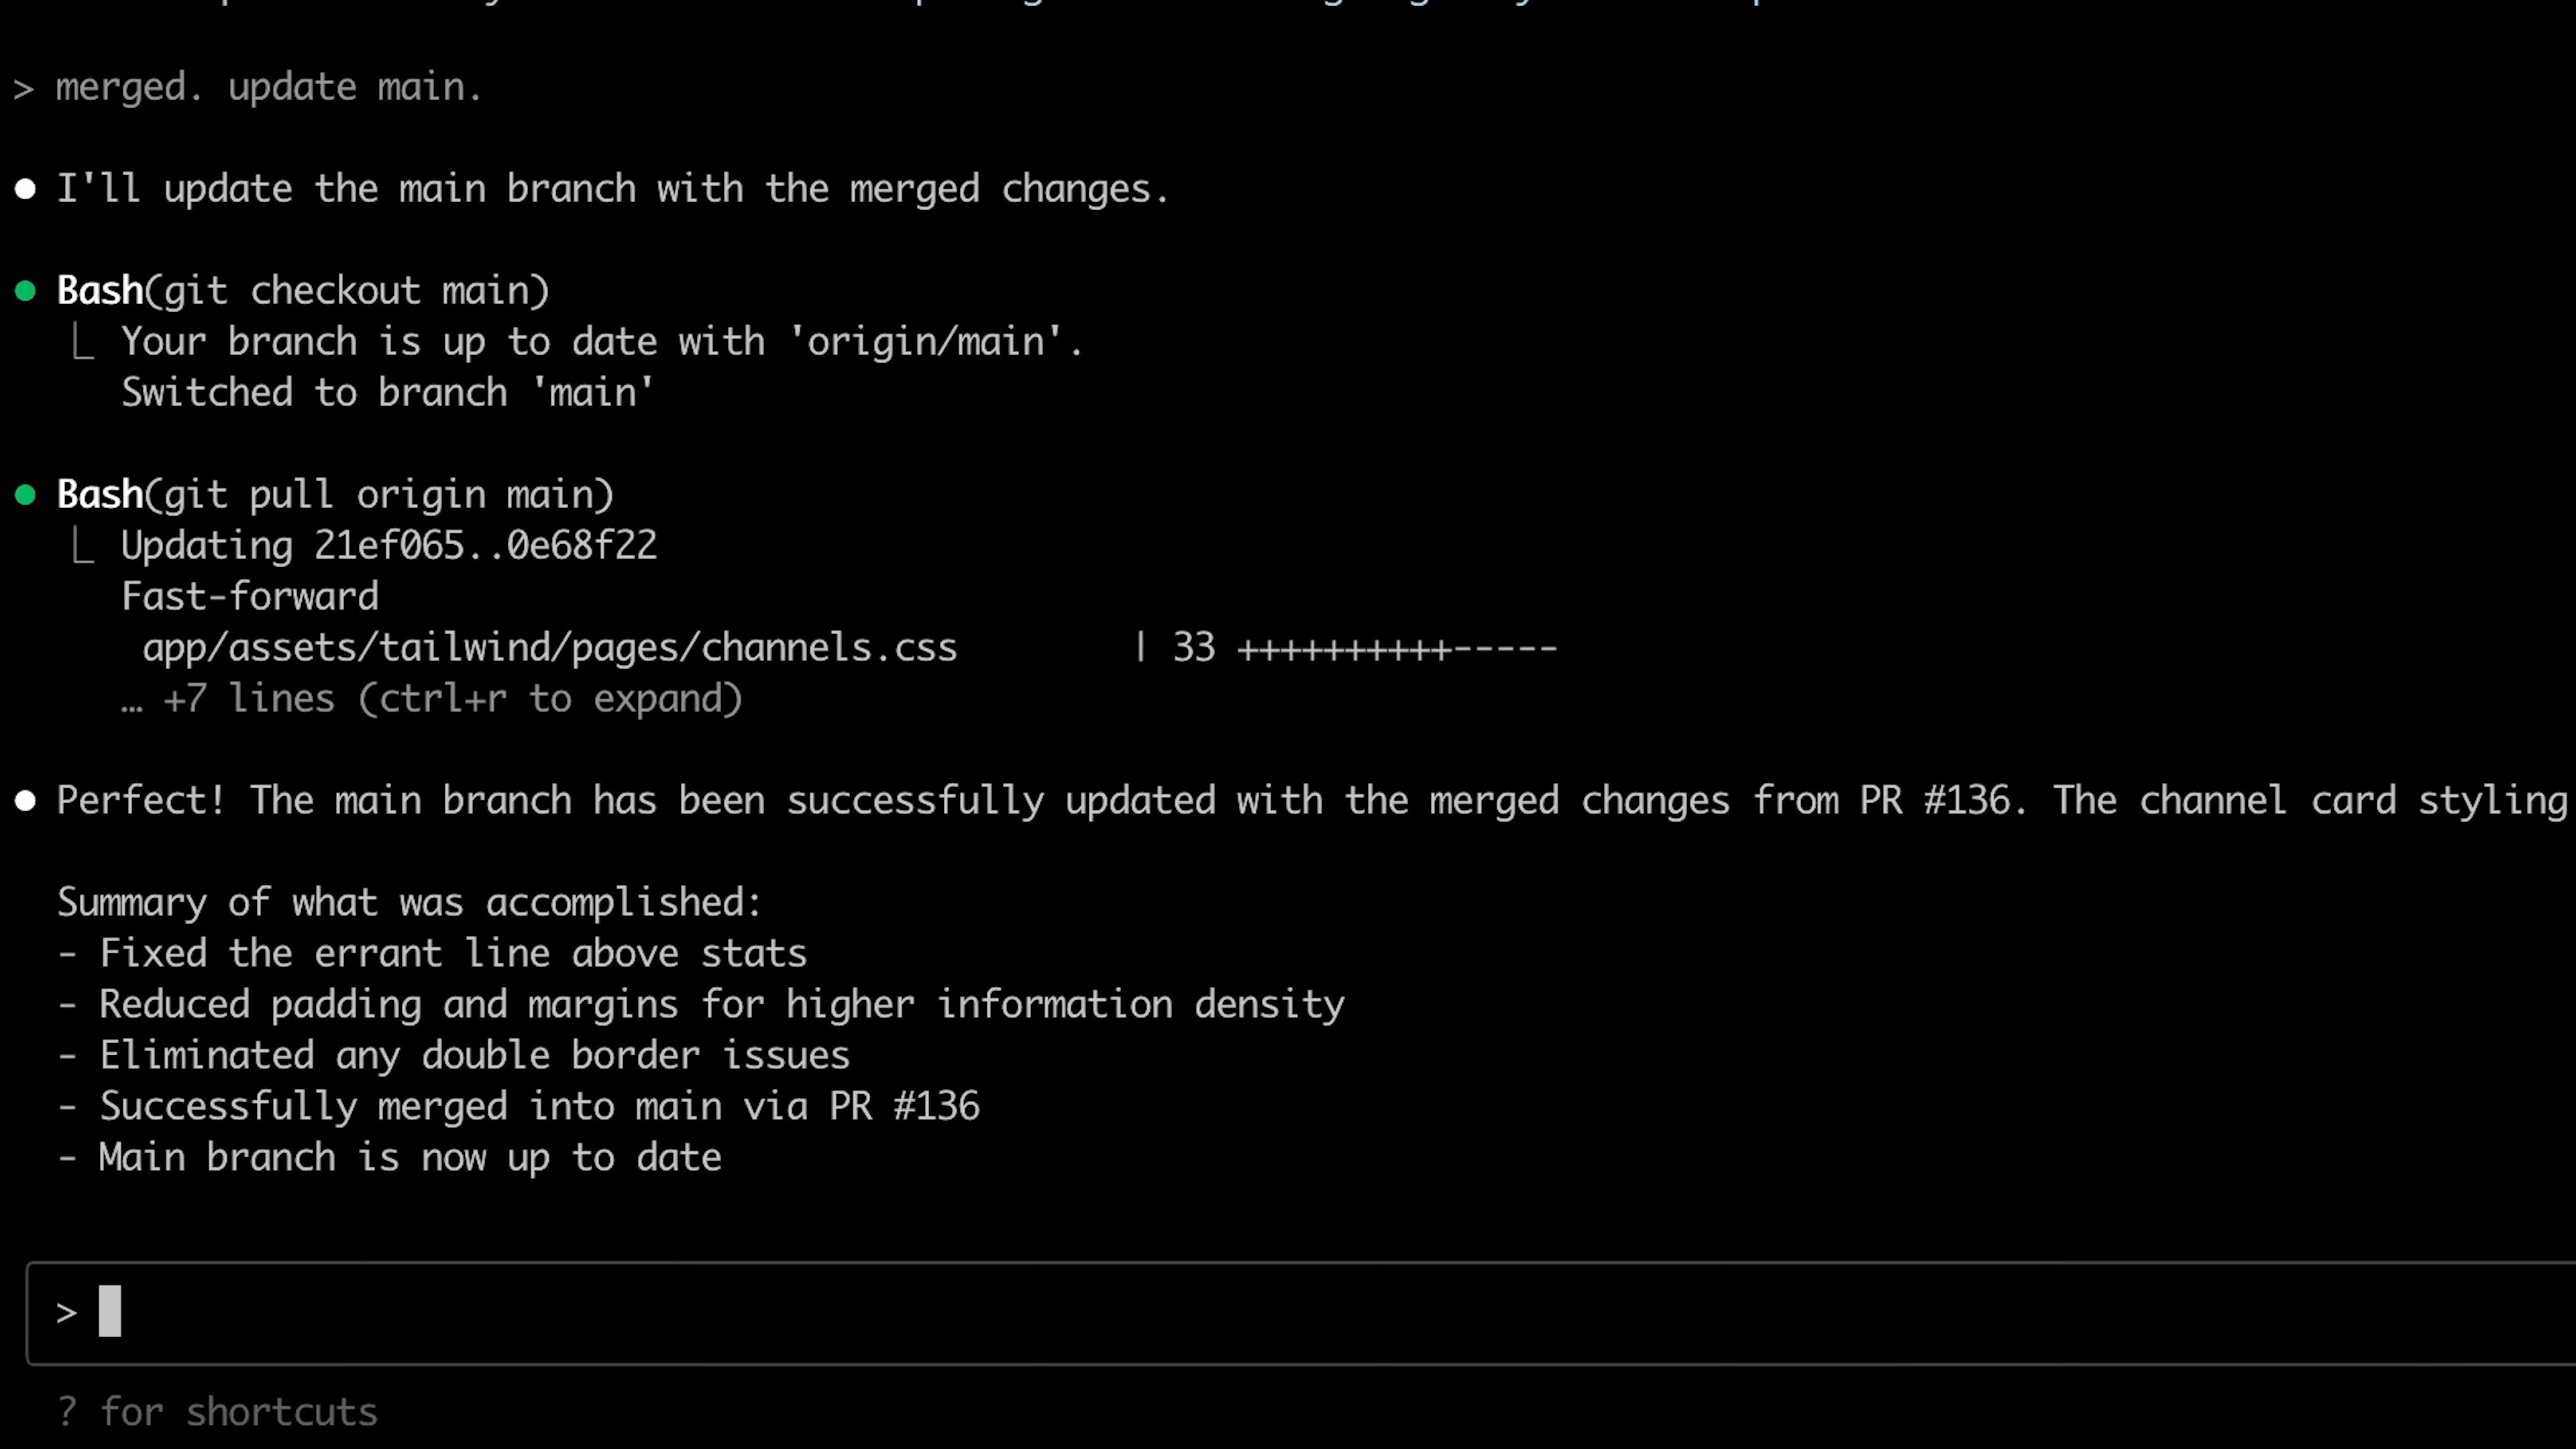 > merged. update main.
● I'll update the main branch with the merged changes.
● Bash(git checkout main)
⎿ Your branch is up to date with 'origin/main'.
Switched to branch 'main'
● Bash(git pull origin main)
⎿ Updating 21ef065..0e68f22
Fast-forward
app/assets/tailwind/pages/channels.css | 33 ++++++++++-----
… +7 lines (ctrl+r to expand)
● Perfect! The main branch has been successfully updated with the merged changes from PR #136. The channel card styling
Summary of what was accomplished:
- Fixed the errant line above stats
- Reduced padding and margins for higher information density
- Eliminated any double border issues
- Successfully merged into main via PR #136
- Main branch is now up to date
>
? for shortcuts